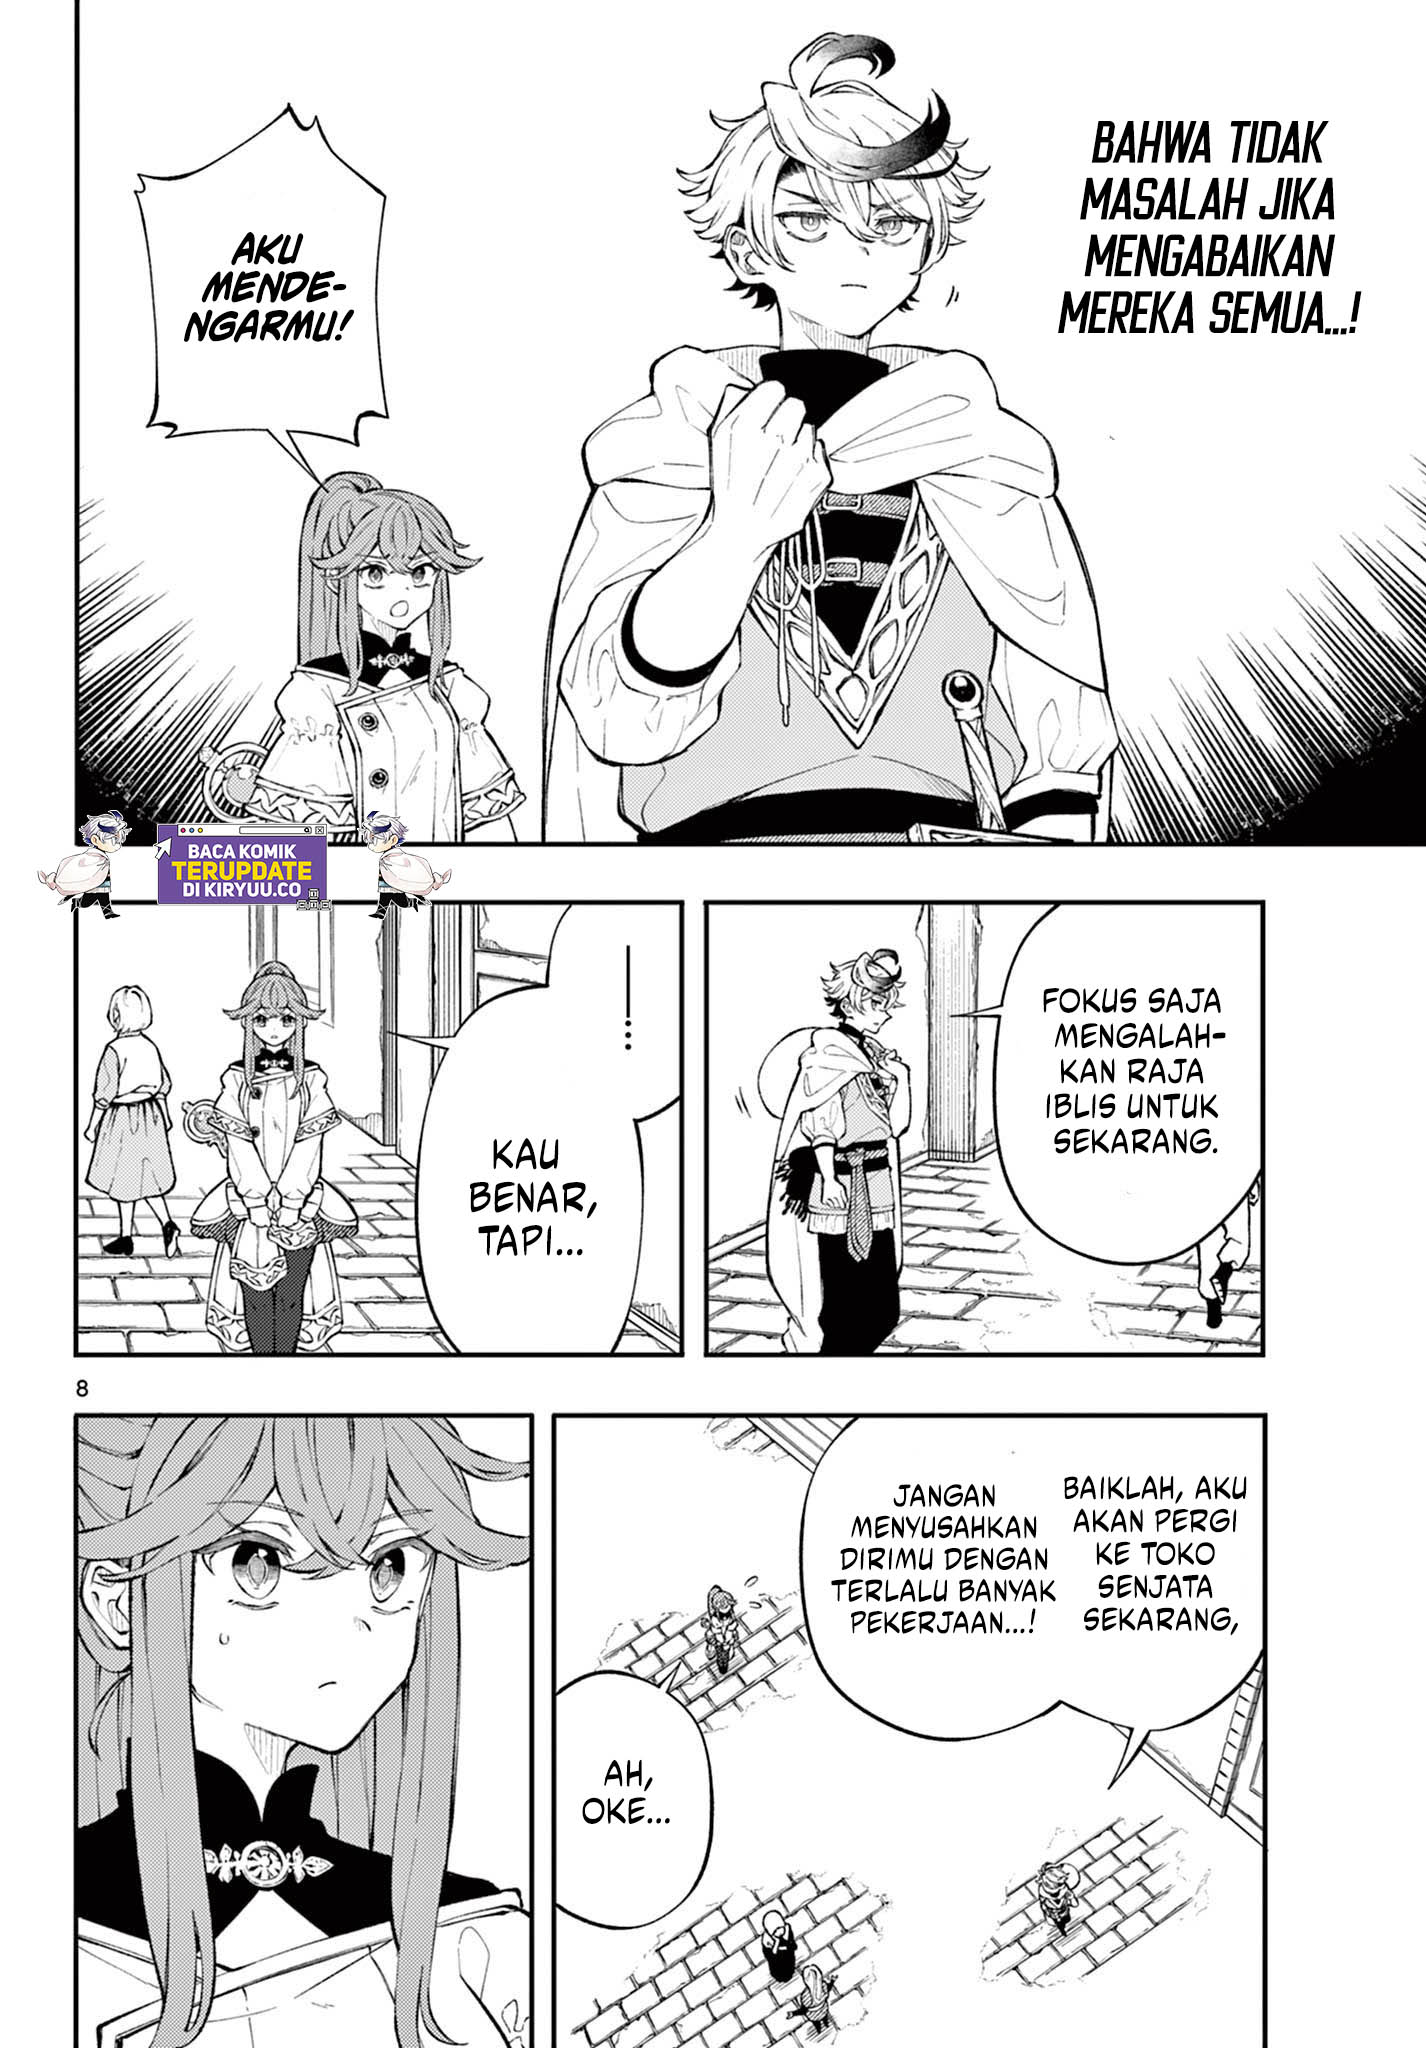 BAHWA TIDAK
MASALAH JIKA
MENGABAIKAN
MEREKA SEMUA...!
AKU
MENDE-
NGARMU!
BACA KOMIK
TERUPDATE
DI KIRYUU.CO
FOKUS SAJA
MENGALAH-
KAN RAJA
IBLIS UNTUK
SEKARANG.
KAU
BENAR,
TAPI...
8
BAIKLAH, AKU
AKAN PERGI
KE TOKO
SENJATA
SEKARANG,
JANGAN
MENYUSAHKAN
DIRIMU DENGAN
TERLALU BANYAK
PEKERJAAN...!
AH,
OKE...